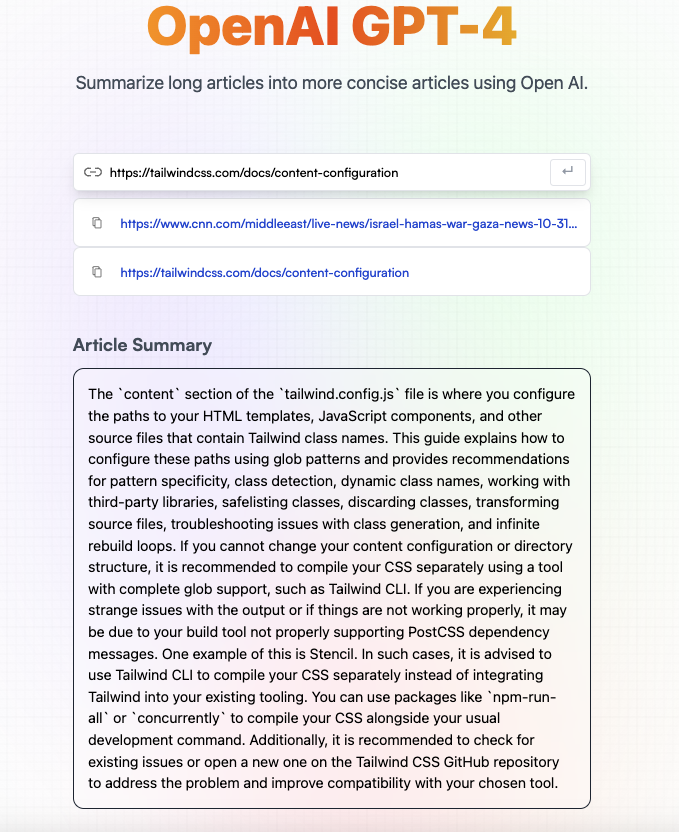 OpenAI GPT-4
Summarize long articles into more concise articles using Open AI.
https://tailwindcss.com/docs/content-configuration
https://www.cnn.com/middleeast/live-news/israel-hamas-war-gaza-news-10-31...
https://tailwindcss.com/docs/content-configuration
Article Summary
The `content` section of the `tailwind.config.js` file is where you configure
the paths to your HTML templates, JavaScript components, and other
source files that contain Tailwind class names. This guide explains how to
configure these paths using glob patterns and provides recommendations
for pattern specificity, class detection, dynamic class names, working with
third-party libraries, safelisting classes, discarding classes, transforming
source files, troubleshooting issues with class generation, and infinite
rebuild loops. If you cannot change your content configuration or directory
structure, it is recommended to compile your CSS separately using a tool
with complete glob support, such as Tailwind CLI. If you are experiencing
strange issues with the output or if things are not working properly, it may
be due to your build tool not properly supporting PostCSS dependency
messages. One example of this is Stencil. In such cases, it is advised to
use Tailwind CLI to compile your CSS separately instead of integrating
Tailwind into your existing tooling. You can use packages like `npm-run-
all` or `concurrently` to compile your CSS alongside your usual
development command. Additionally, it is recommended to check for
existing issues or open a new one on the Tailwind CSS GitHub repository
to address the problem and improve compatibility with your chosen tool.